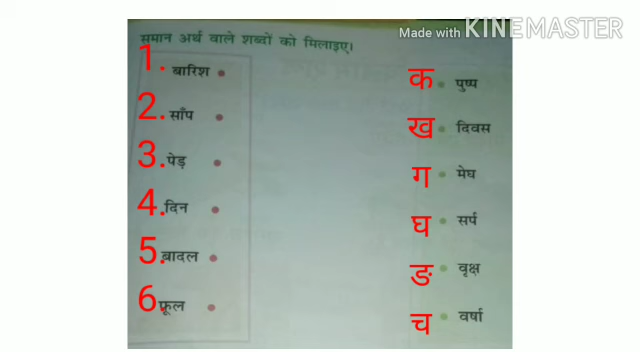 Made with KINEMASTER
समान अर्थ वाले शब्दों को मिलाइए।
1. बारिश
क पुष्प
2. साँप
ख दिवस
3. पेड़
ग मेघ
4. दिन
घ सर्प
5. बादल
ङ वृक्ष
6. फूल
च वर्षा